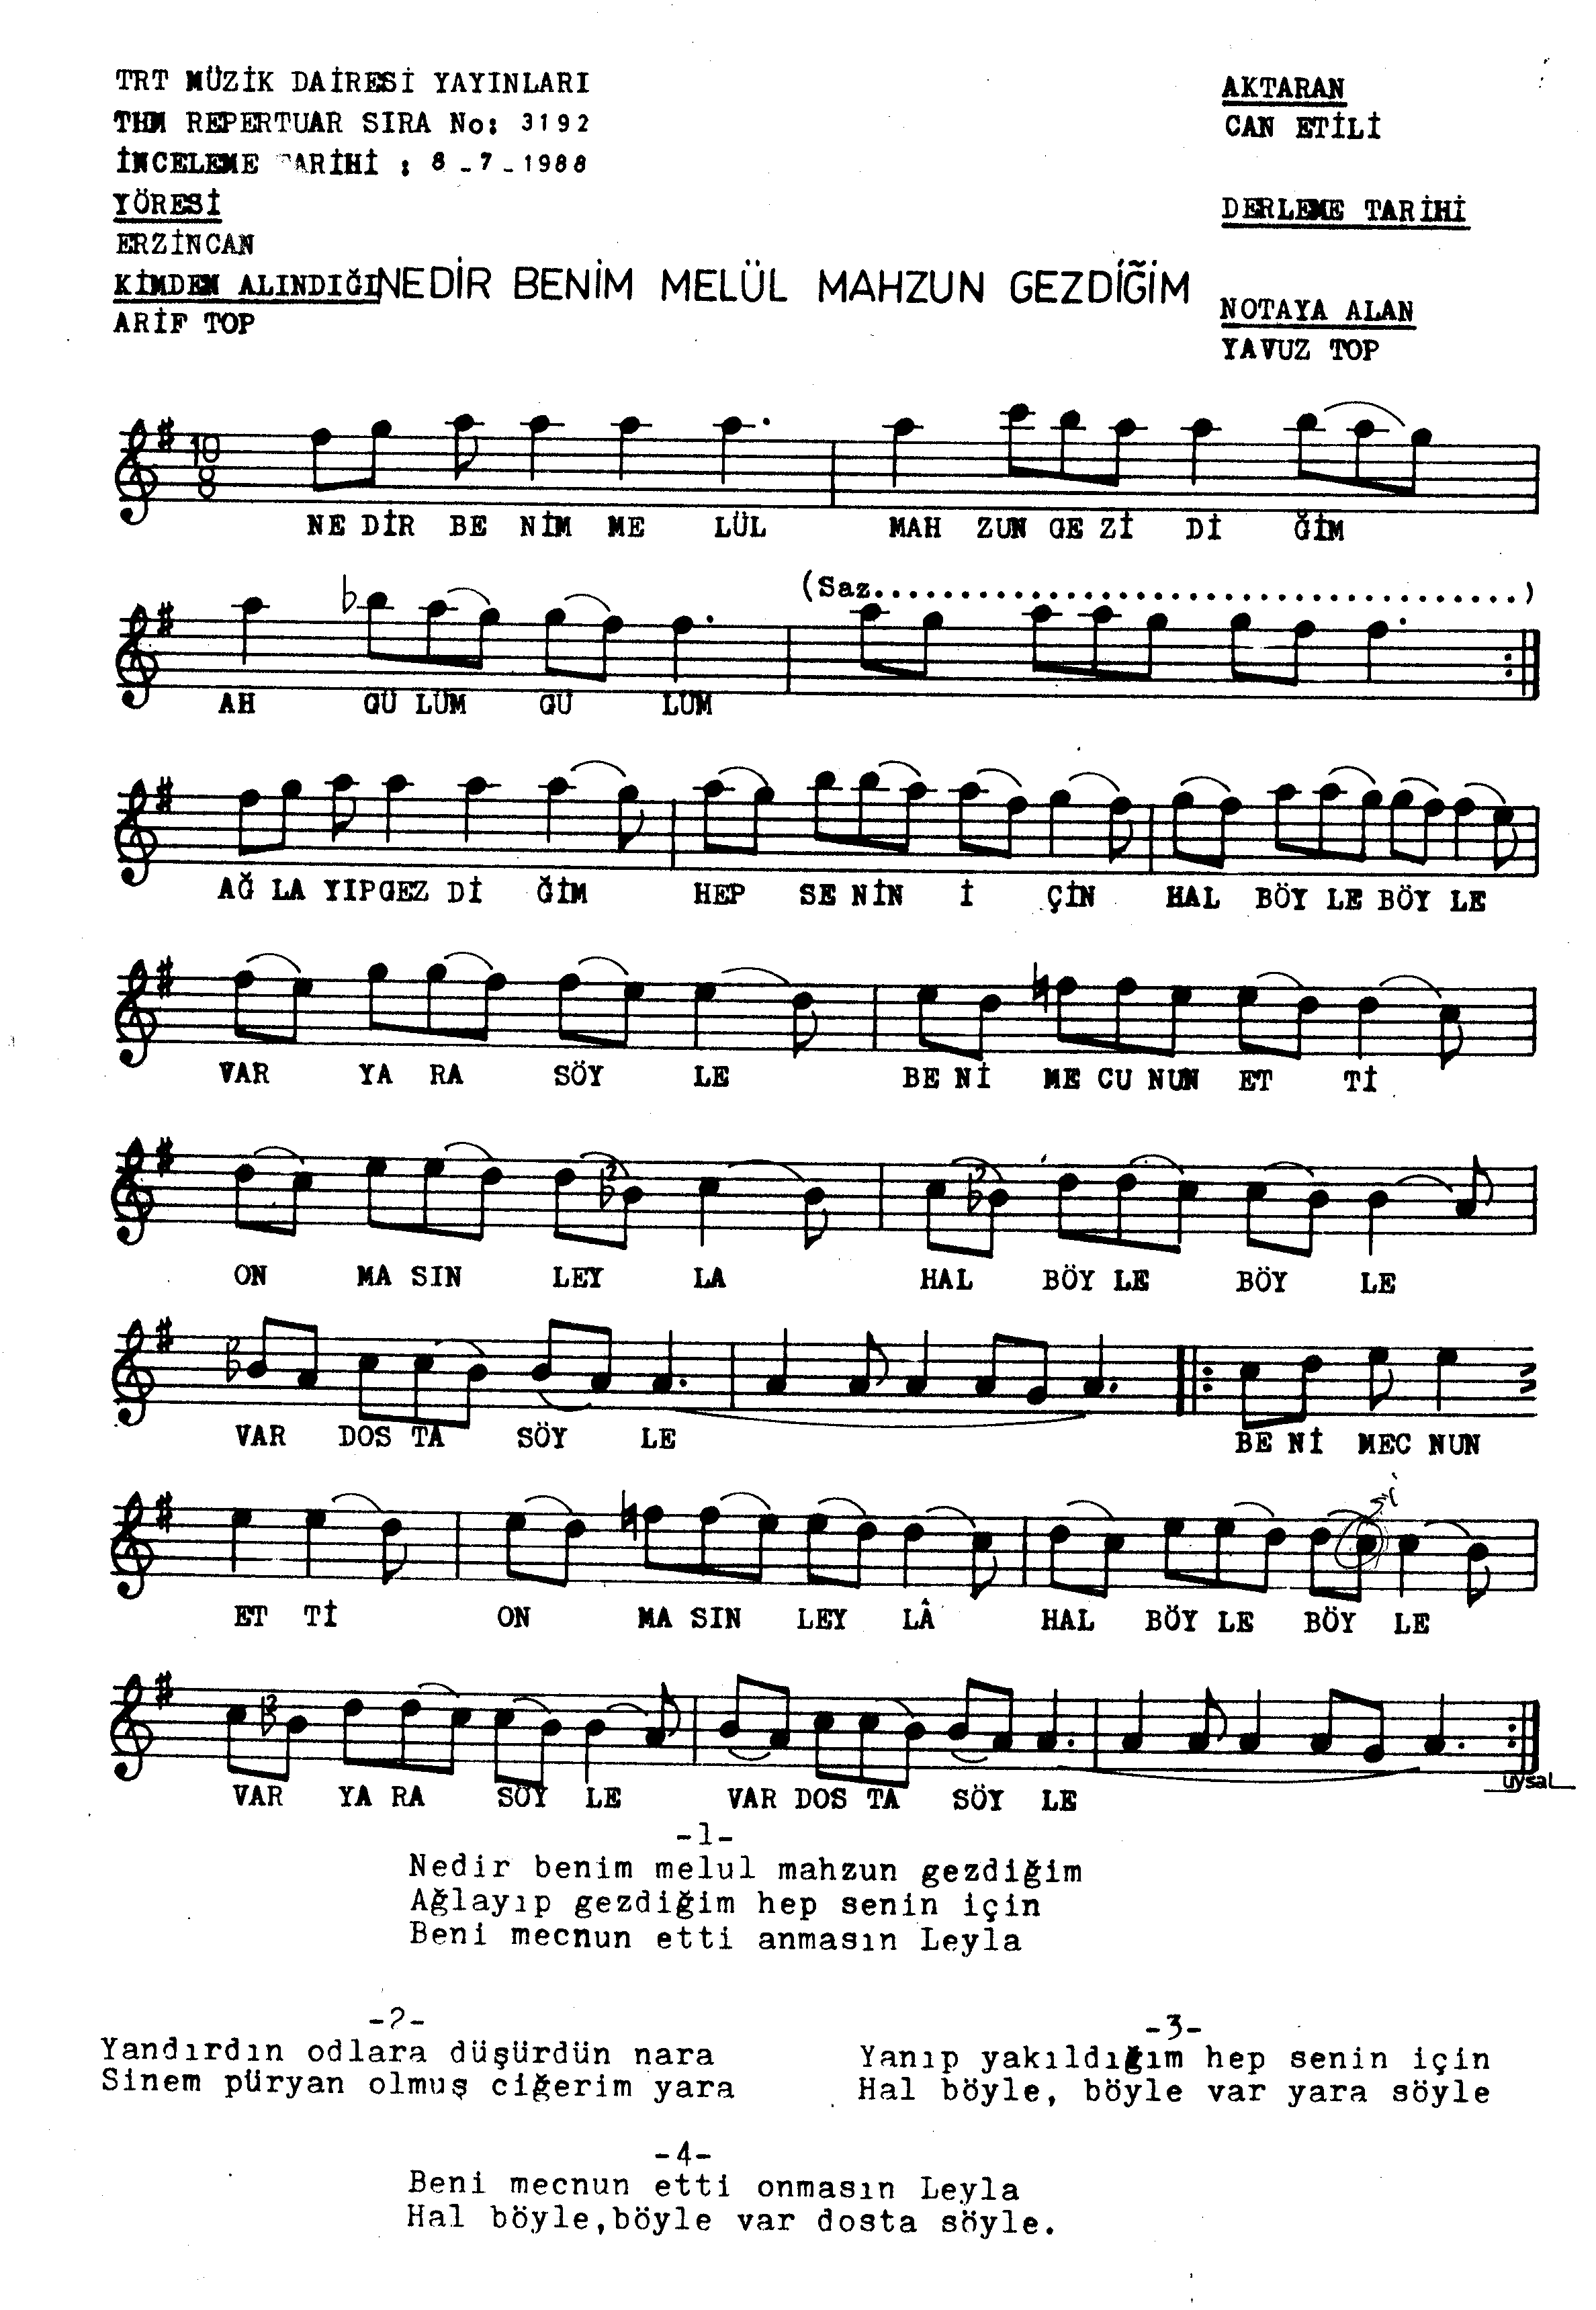 TRT MÜZİK DAİRESİ YAYINLARI
THM REPERTUAR SIRA No: 3192
İNCELEME TARİHİ : 8-7-1988
YÖRESİ
ERZİNCAN
KİMDEN ALINDIĞI
ARİF TOP
NEDİR BENİM MELÜL MAHZUN GEZDİĞİM
AKTARAN
CAN ETİLİ
DERLEME TARİHİ
NOTAYA ALAN
YAVUZ TOP
10
8
NE DİR BE NİM ME LÜL MAH ZUN GE Zİ Dİ ĞİM
(Saz..........)
AH GÜ LÜM GÜ LÜM
AĞ LA YIP GEZ Dİ ĞİM HEP SE NİN İ ÇİN HAL BÖY LE BÖY LE
VAR YA RA SÖY LE BE Nİ ME CU NUN ET Tİ
ON MA SIN LEY LA HAL BÖY LE BÖY LE
VAR DOS TA SÖY LE BE Nİ MEC NUN
ET Tİ ON MA SIN LEY LÂ HAL BÖY LE BÖY LE
VAR YA RA SÖY LE VAR DOS TA SÖY LE
uysal
-1-
Nedir benim melul mahzun gezdiğim
Ağlayıp gezdiğim hep senin için
Beni mecnun etti anmasın Leyla
-2-
Yandırdın odlara düşürdün nara
Sinem püryan olmuş ciğerim yara
-3-
Yanıp yakıldığım hep senin için
Hal böyle, böyle var yara söyle
-4-
Beni mecnun etti onmasın Leyla
Hal böyle,böyle var dosta söyle.